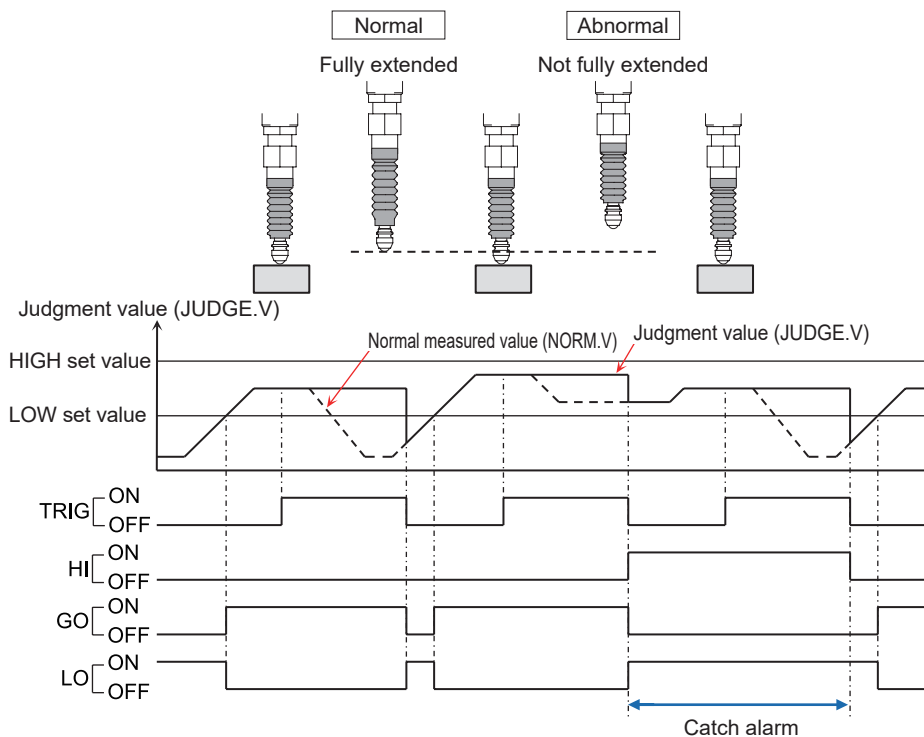 Normal
Abnormal
Fully extended
Not fully extended
Judgment value (JUDGE.V)
Normal measured value (NORM.V)
Judgment value (JUDGE.V)
HIGH set value
LOW set value
TRIG
ON
OFF
HI
ON
OFF
GO
ON
OFF
LO
ON
OFF
Catch alarm